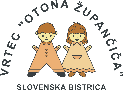 VRTEC "OTONA ŽUPANČIČA"
SLOVENSKA BISTRICA